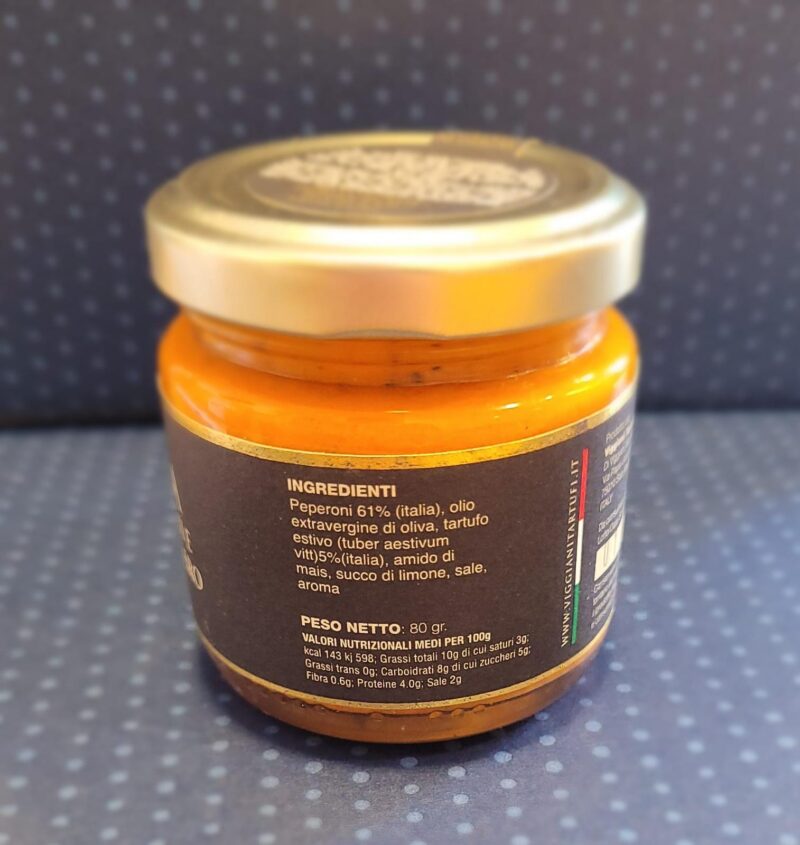 INGREDIENTI
Peperoni 61% (italia), olio
extravergine di oliva, tartufo
estivo (tuber aestivum
vitt)5%(italia), amido di
mais, succo di limone, sale,
aroma
PESO NETTO: 80 gr.
VALORI NUTRIZIONALI MEDI PER 100g
kcal 143 kj 598; Grassi totali 10g di cui saturi 3g;
Grassi trans 0g; Carboidrati 8g di cui zuccheri 5g;
Fibra 0.6g; Proteine 4.0g; Sale 2g
WWW.VIGGIANITARTUFI.IT